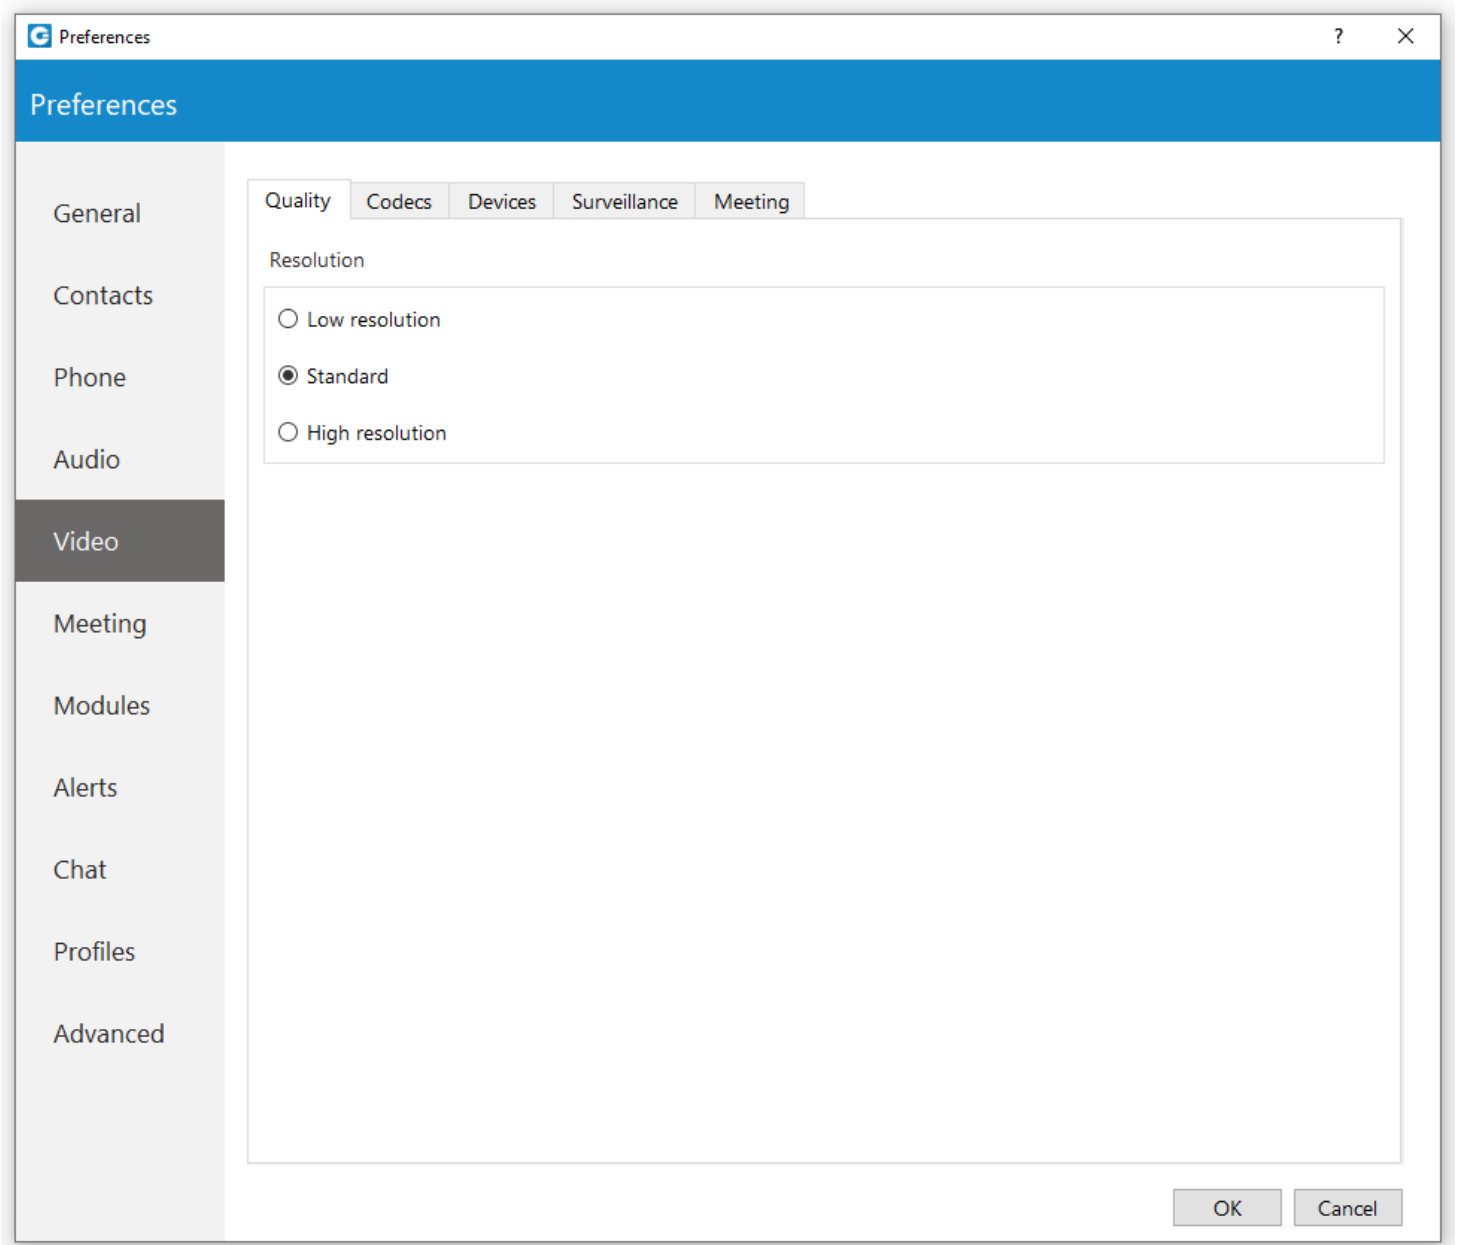 Preferences
?
Preferences
General
Contacts
Phone
Audio
Video
Meeting
Modules
Alerts
Chat
Profiles
Advanced
Quality Codecs Devices Surveillance Meeting
Resolution
Low resolution
Standard
High resolution
OK Cancel